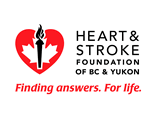 HEART&
STROKE
FOUNDATION
OF BC & YUKON
Finding answers. For life.